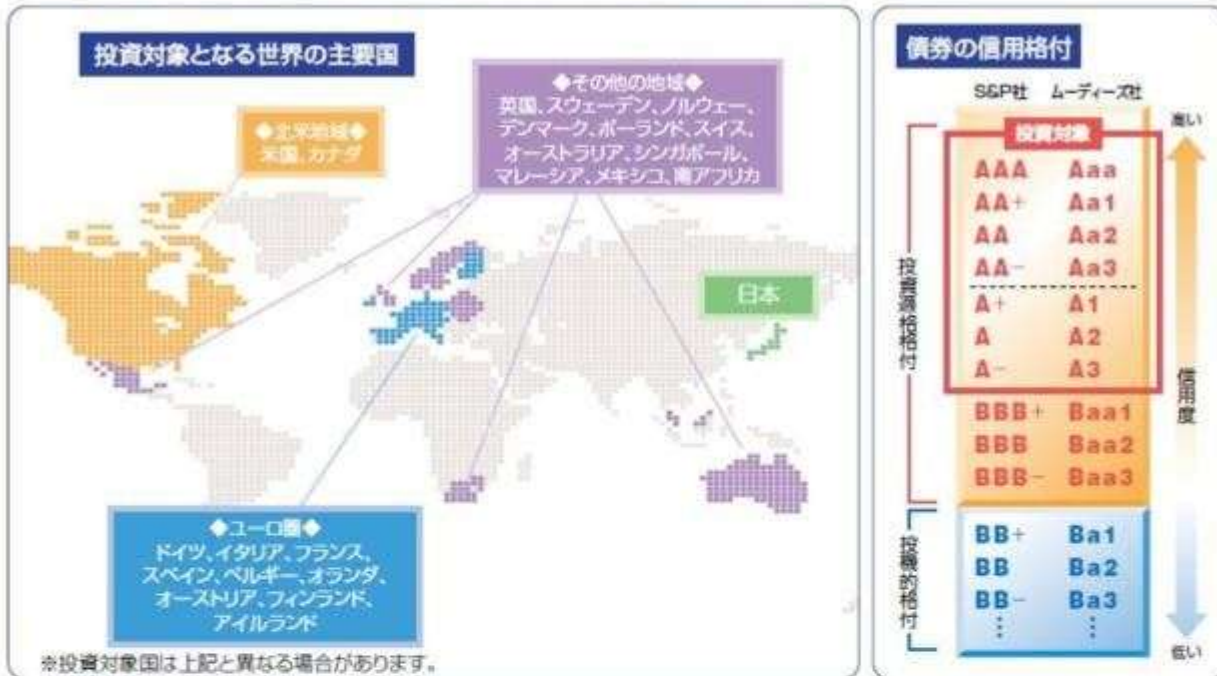 投資対象となる世界の主要国
◆北米地域◆
米国、カナダ
◆その他の地域◆
英国、スウェーデン、ノルウェー、
デンマーク、ポーランド、スイス、
オーストラリア、シンガポール、
マレーシア、メキシコ、南アフリカ
日本
◆ユーロ圏◆
ドイツ、イタリア、フランス、
スペイン、ベルギー、オランダ、
オーストリア、フィンランド、
アイルランド
※投資対象国は上記と異なる場合があります。
債券の信用格付
S&P社 ムーディーズ社
投資対象
AAA Aaa
AA+ Aa1
AA Aa2
AA- Aa3
A+ A1
A A2
A- A3
BBB+ Baa1
BBB Baa2
BBB- Baa3
BB+ Ba1
BB Ba2
BB- Ba3
⋮ ⋮
投資適格格付
投機的格付
高い
信用度
低い